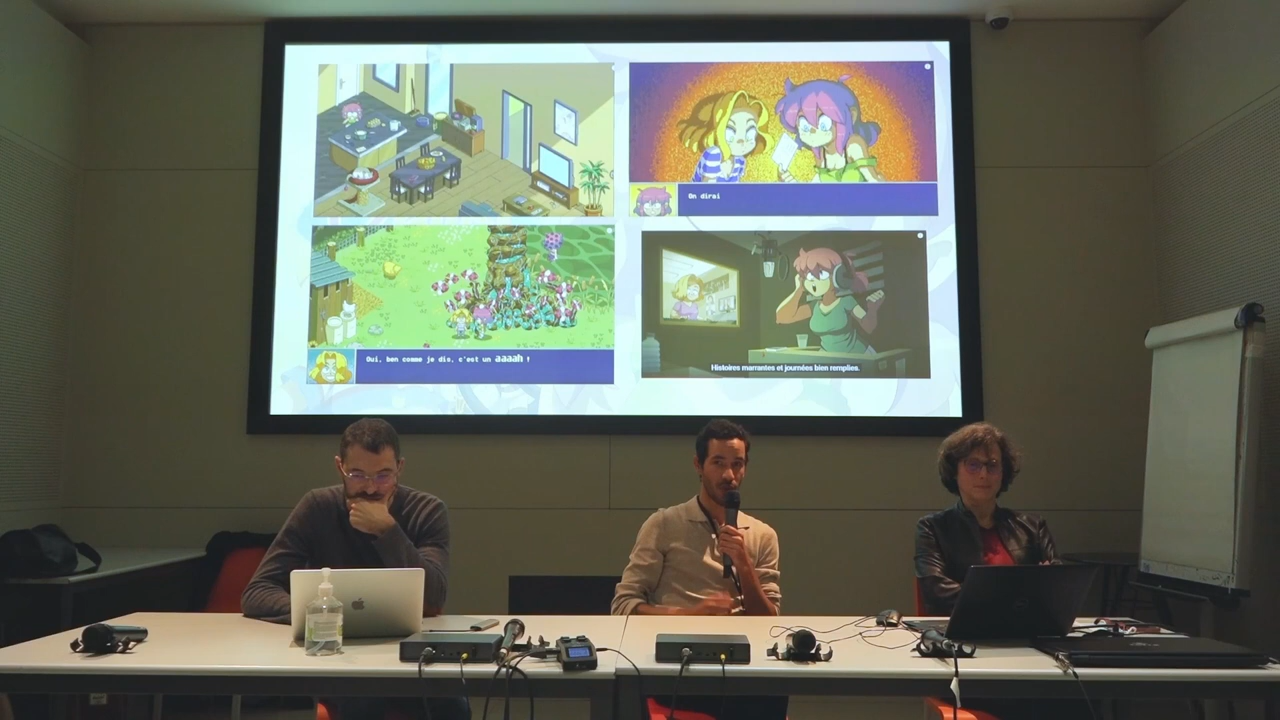 On dirai
Oui, ben comme je dis, c'est un aaaah !
Histoires marrantes et journées bien remplies.